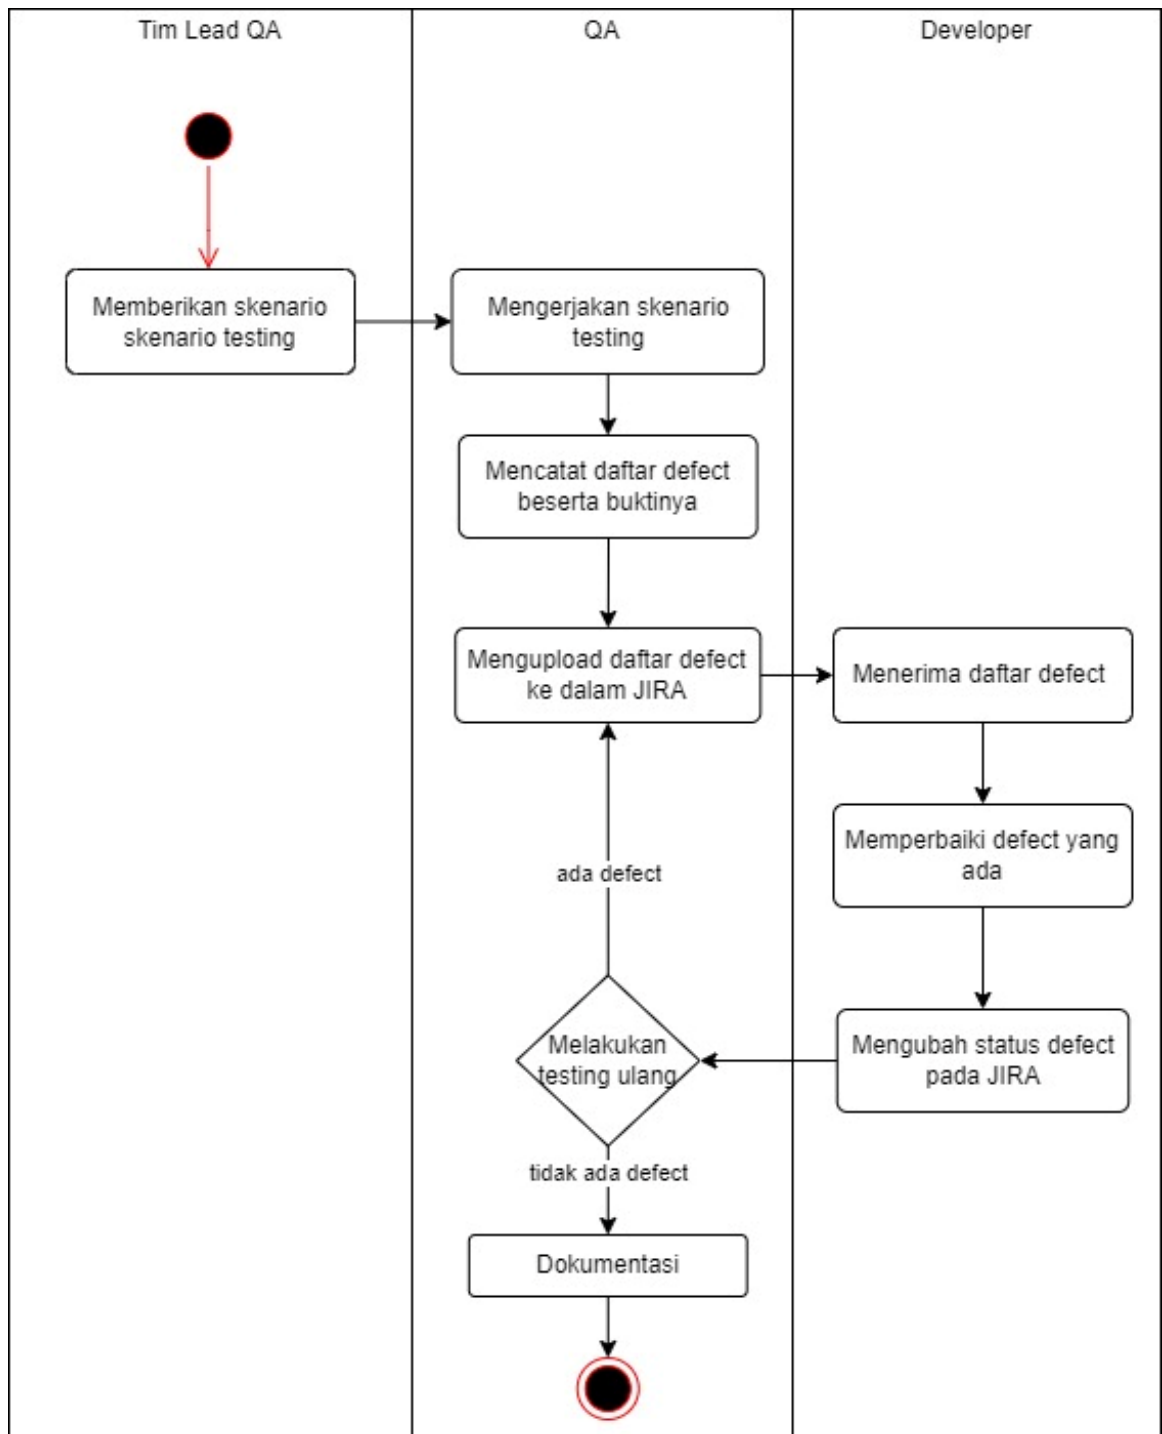 Tim Lead QA
QA
Developer
Memberikan skenario
skenario testing
Mengerjakan skenario
testing
Mencatat daftar defect
beserta buktinya
Mengupload daftar defect
ke dalam JIRA
Menerima daftar defect
Memperbaiki defect yang
ada
ada defect
Melakukan
testing ulang
Mengubah status defect
pada JIRA
tidak ada defect
Dokumentasi